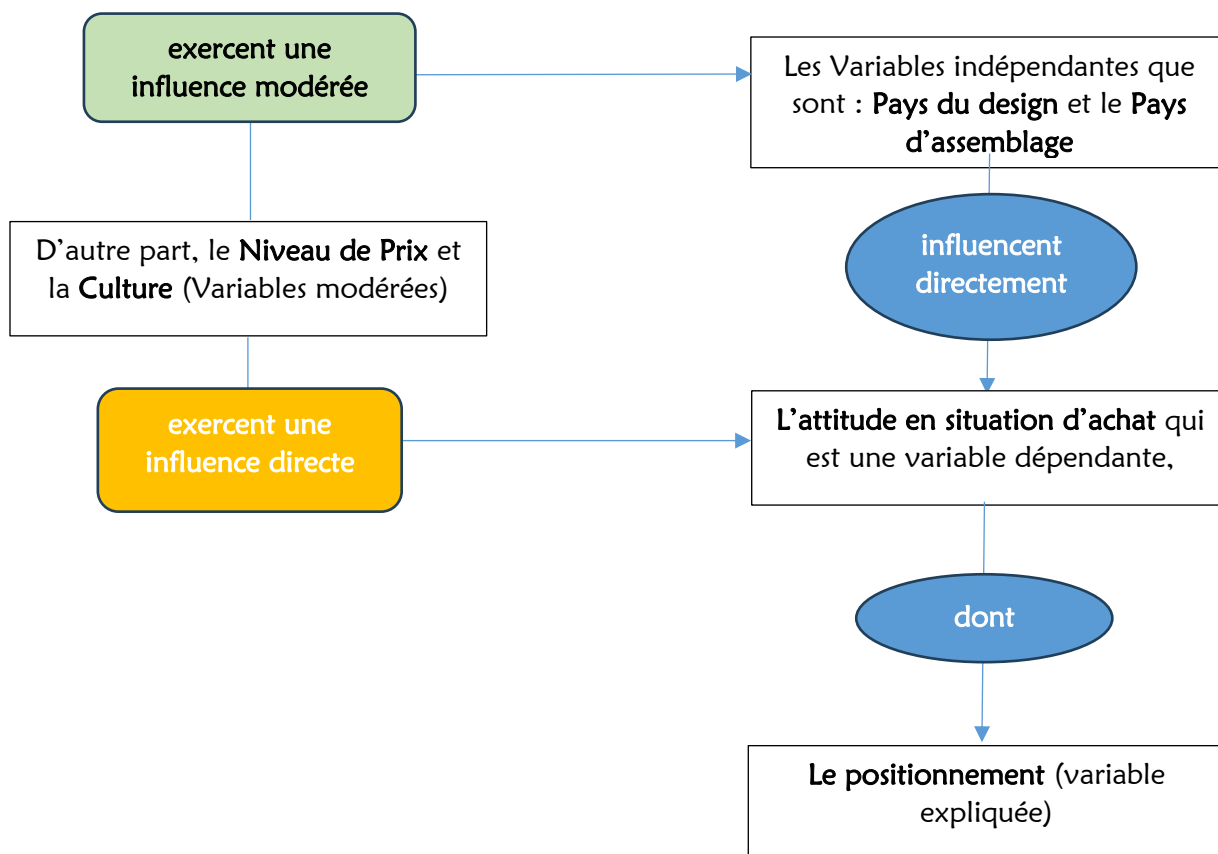 exercent une
influence modérée
Les Variables indépendantes que
sont : Pays du design et le Pays
d’assemblage
D’autre part, le Niveau de Prix et
la Culture (Variables modérées)
influencent
directement
exercent une
influence directe
L’attitude en situation d’achat qui
est une variable dépendante,
dont
Le positionnement (variable
expliquée)